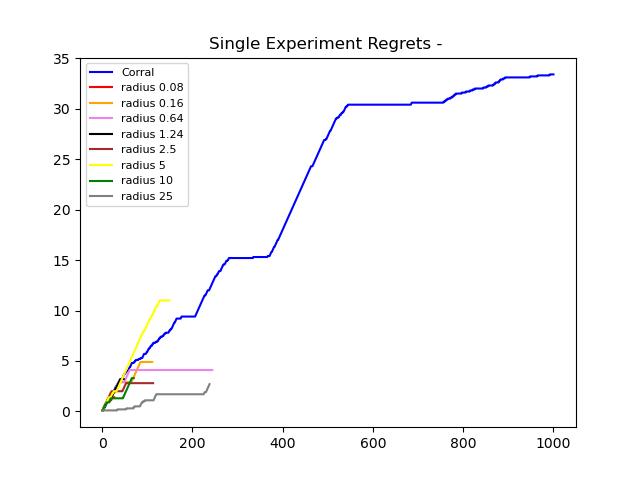 Single Experiment Regrets -
Corral
radius 0.08
radius 0.16
radius 0.64
radius 1.24
radius 2.5
radius 5
radius 10
radius 25
35
30
25
20
15
10
5
0
0 200 400 600 800 1000